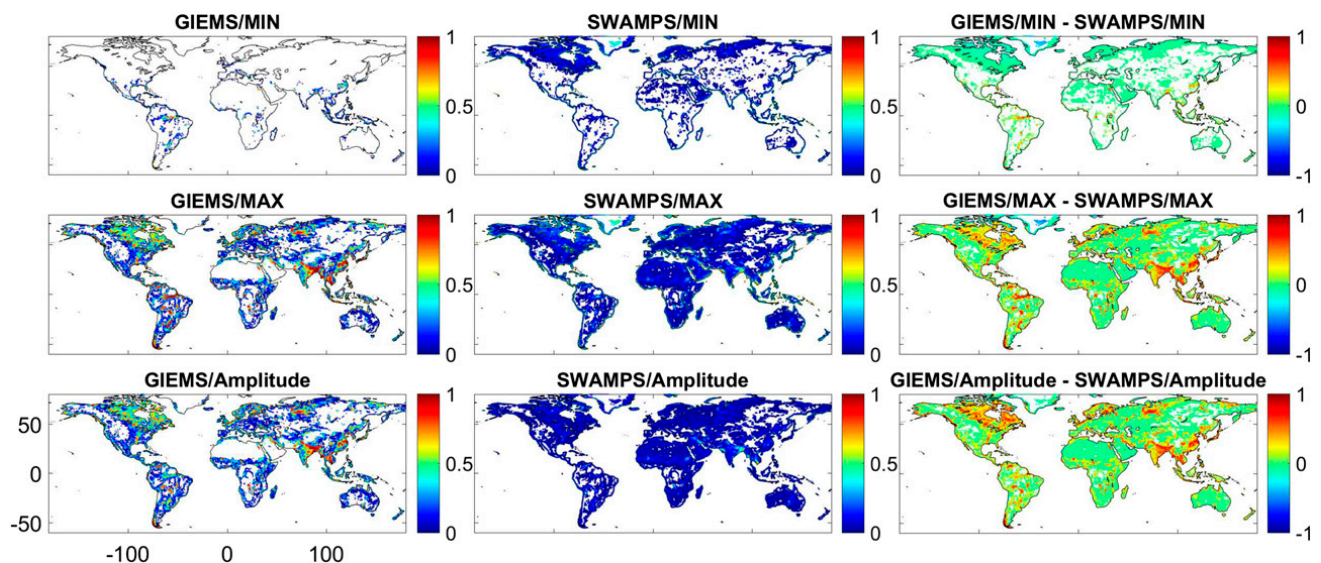 GIEMS/MIN SWAMPS/MIN GIEMS/MIN - SWAMPS/MIN
1 1 1
0.5 0.5 0
0 0 -1
GIEMS/MAX SWAMPS/MAX GIEMS/MAX - SWAMPS/MAX
1 1 1
0.5 0.5 0
0 0 -1
GIEMS/Amplitude SWAMPS/Amplitude GIEMS/Amplitude - SWAMPS/Amplitude
1 1 1
50
0 0.5 0.5 0
-50
0 0 -1
-100 0 100